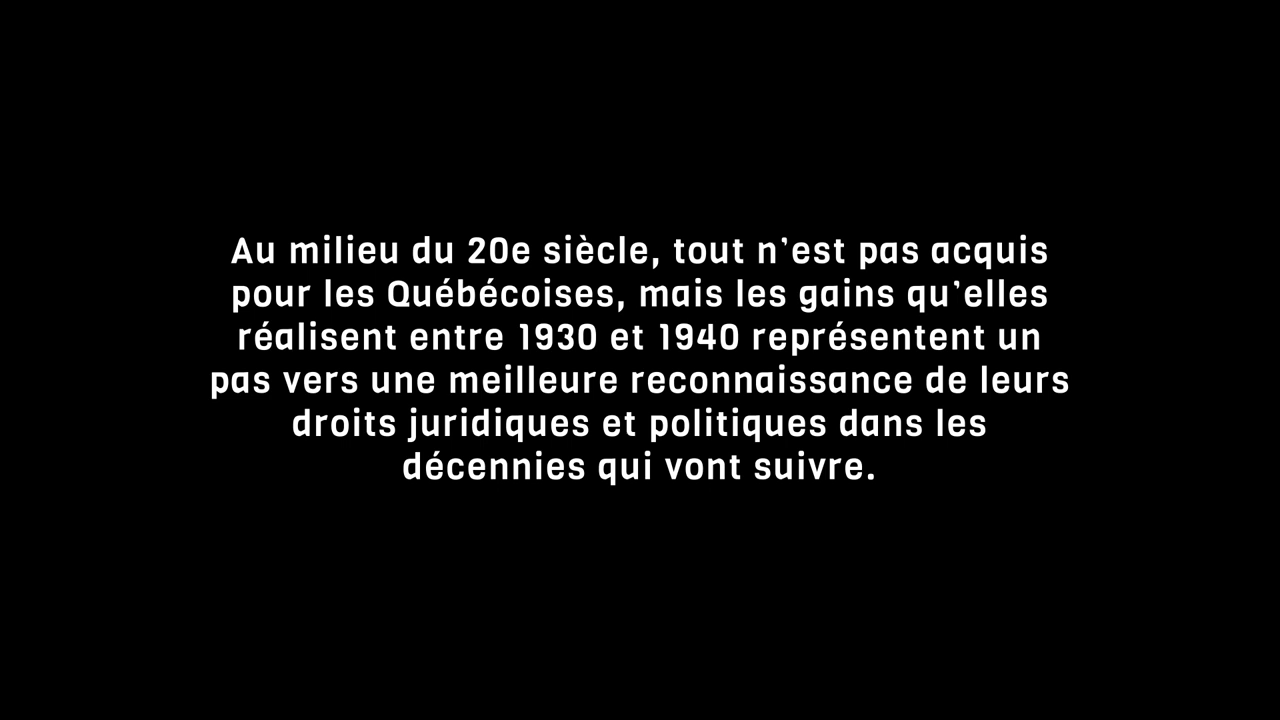 Au milieu du 20e siècle, tout n’est pas acquis
pour les Québécoises, mais les gains qu’elles
réalisent entre 1930 et 1940 représentent un
pas vers une meilleure reconnaissance de leurs
droits juridiques et politiques dans les
décennies qui vont suivre.